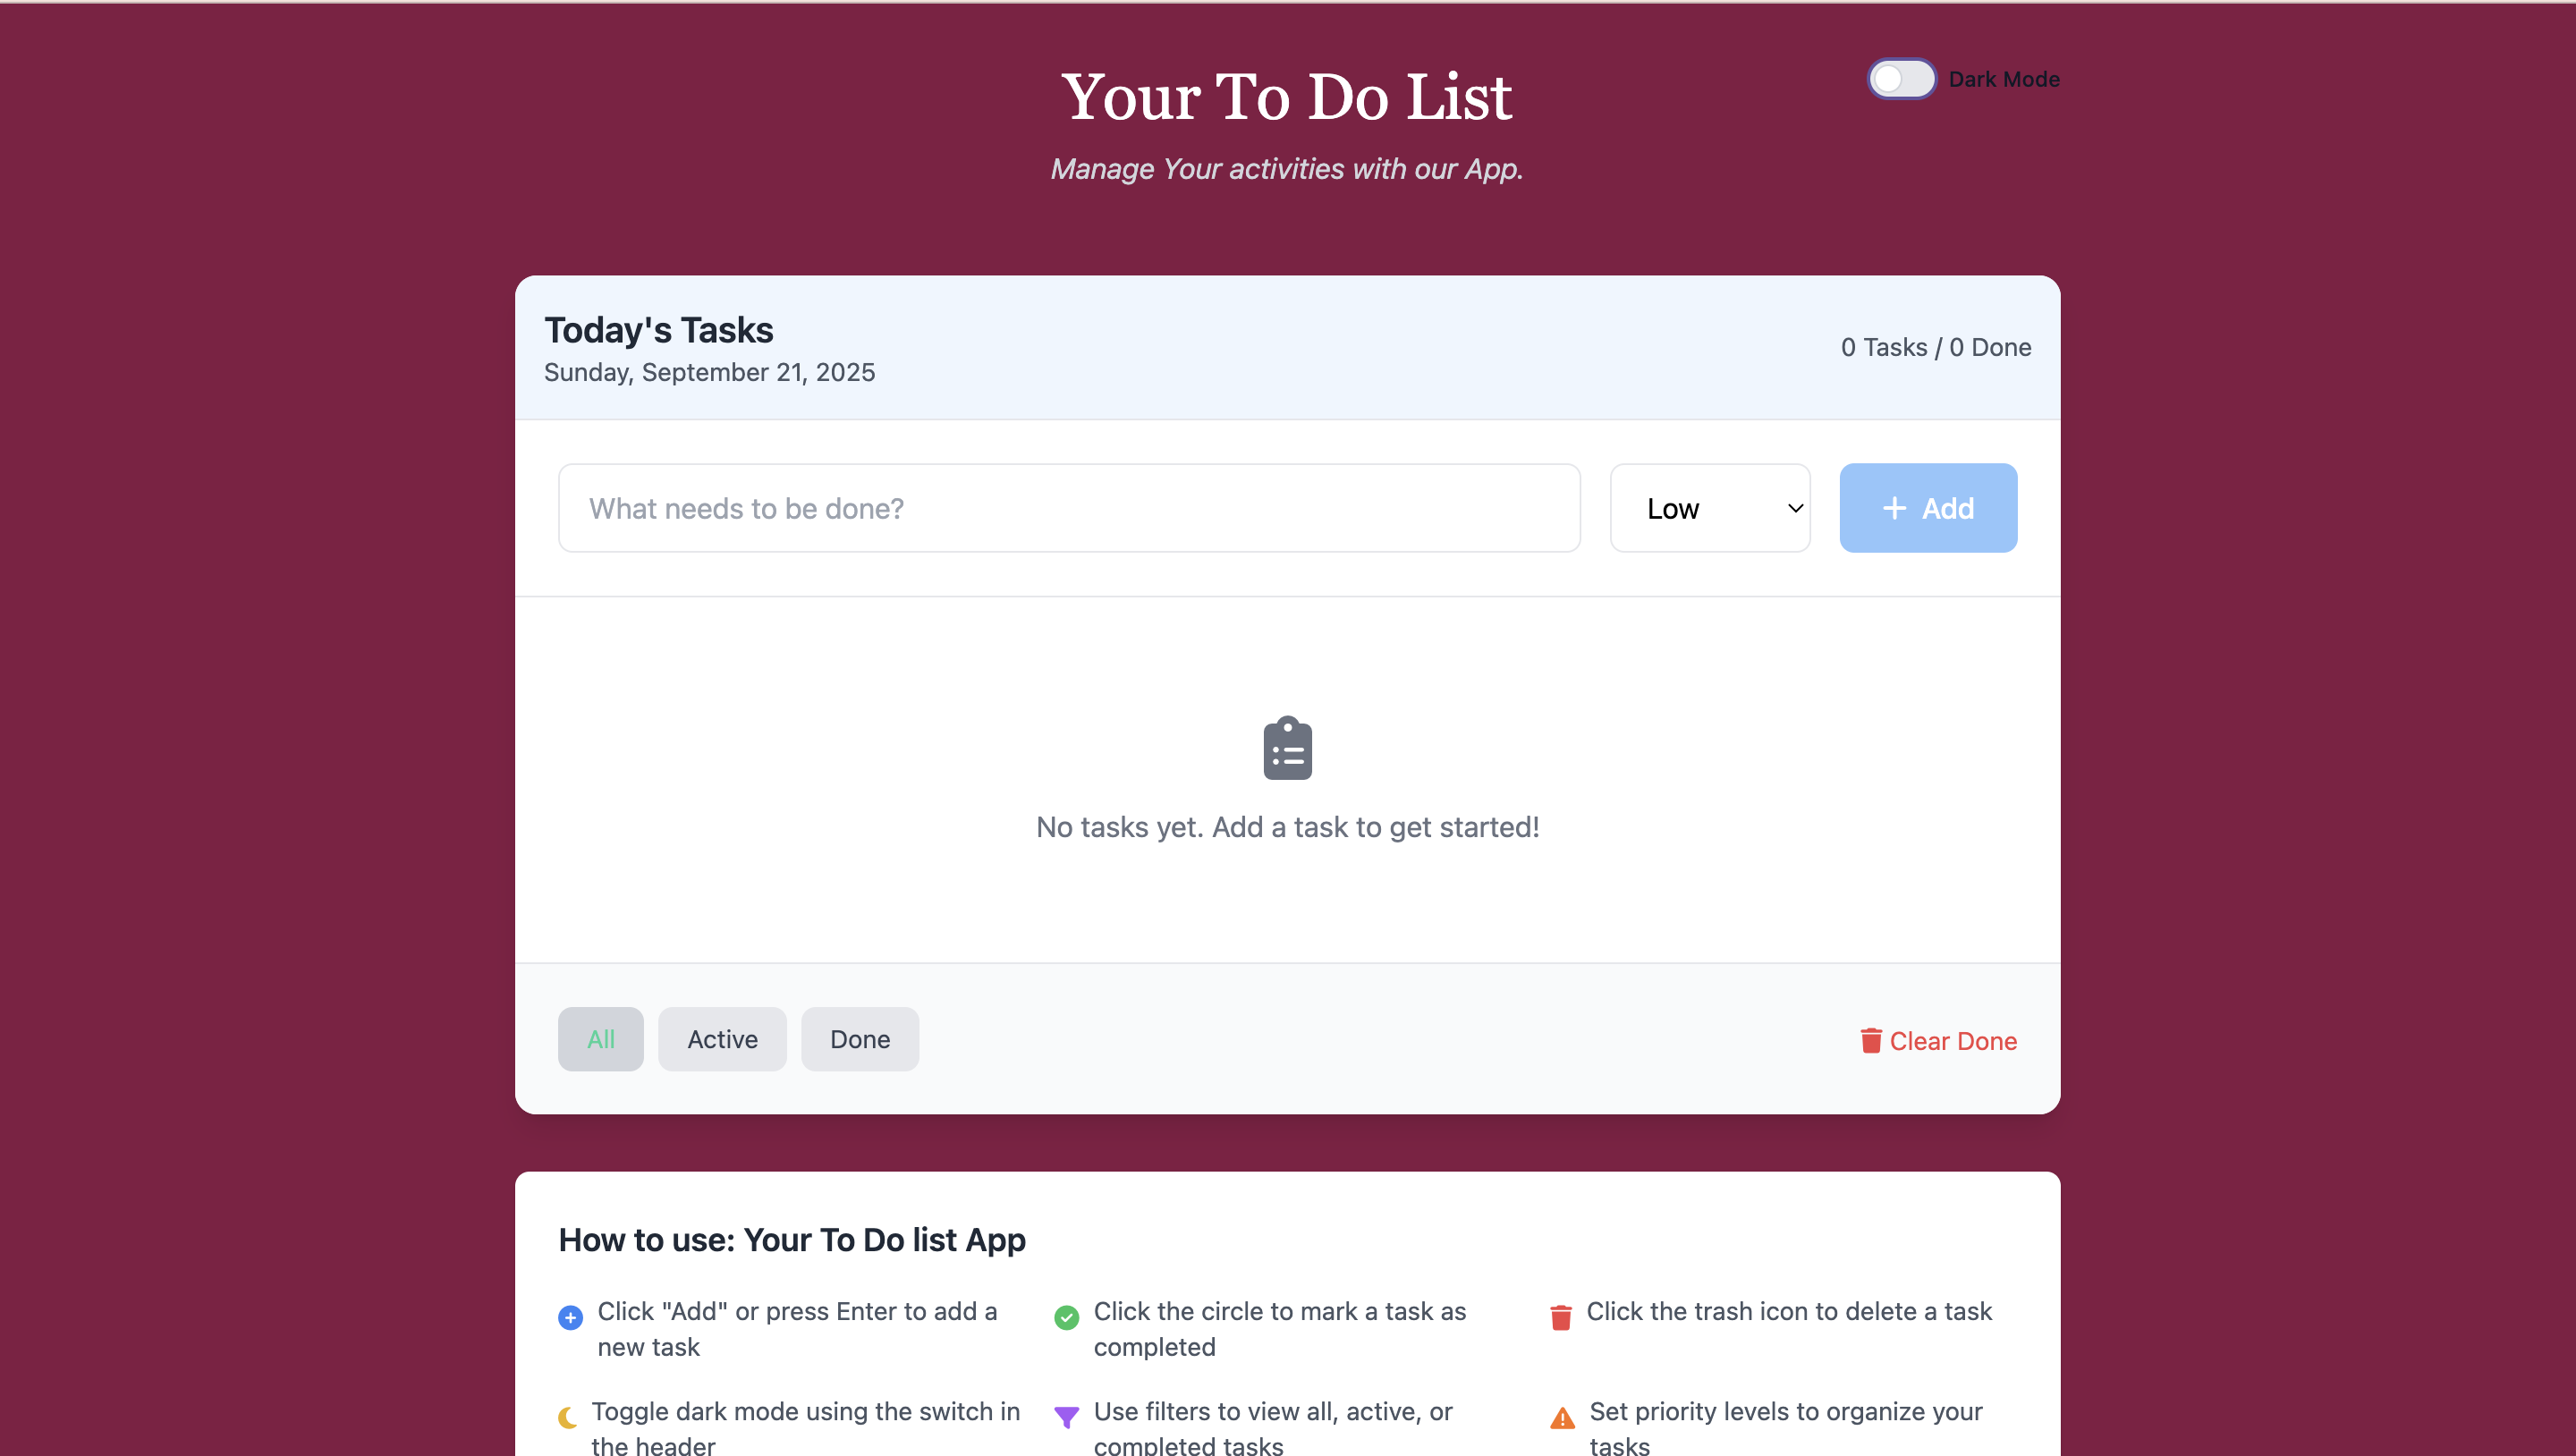 Your To Do List
Dark Mode
Manage Your activities with our App.
Today's Tasks
Sunday, September 21, 2025
0 Tasks / 0 Done
What needs to be done?
Low
+ Add
No tasks yet. Add a task to get started!
All
Active
Done
Clear Done
How to use: Your To Do list App
Click "Add" or press Enter to add a
new task
Click the circle to mark a task as
completed
Click the trash icon to delete a task
Toggle dark mode using the switch in
the header
Use filters to view all, active, or
completed tasks
Set priority levels to organize your
tasks